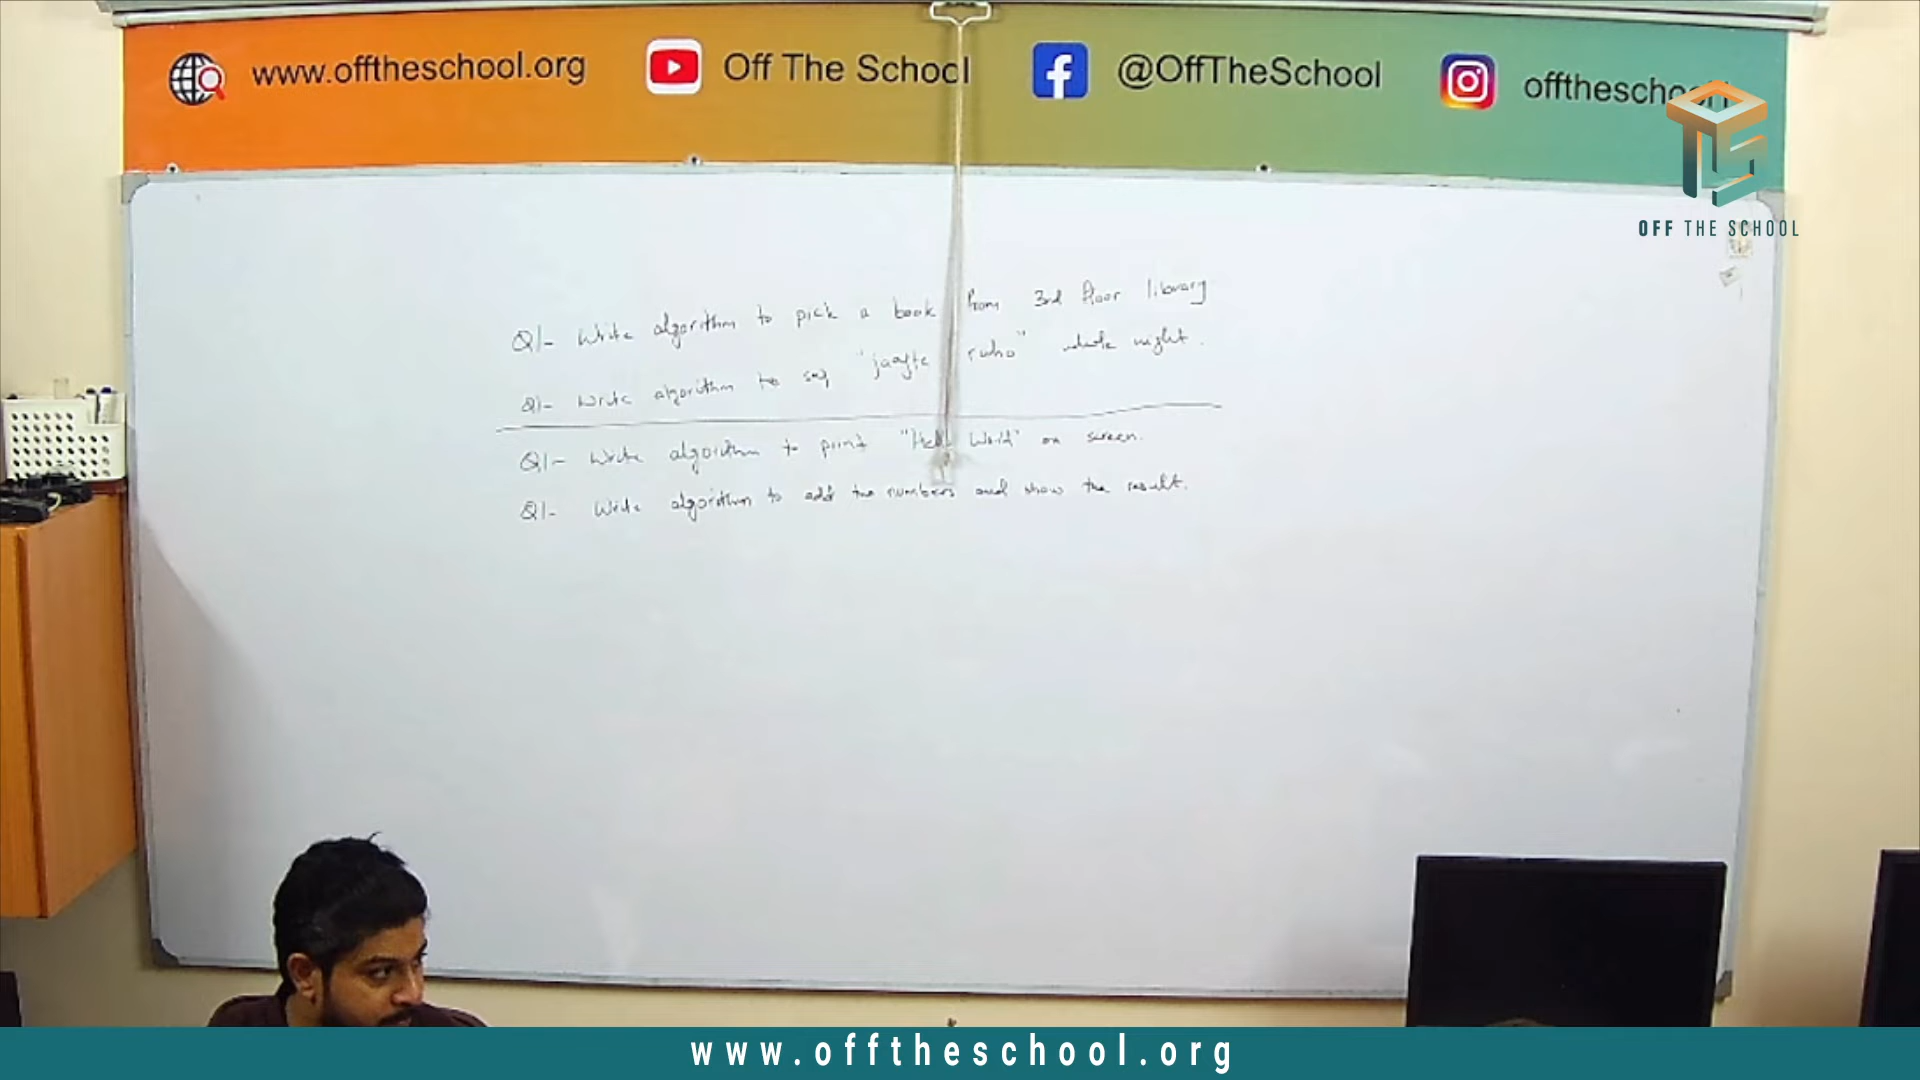 www.offtheschool.org
Off The School
@OffTheSchool
offtheschool
OFF THE SCHOOL
Q1- Write algorithm to pick a book from 3rd floor library
Q1- Write algorithm to say "jaagte raho" whole night.
Q1- Write algorithm to print "Hello World" on screen.
Q1- Write algorithm to add two numbers and show the result.
www.offtheschool.org